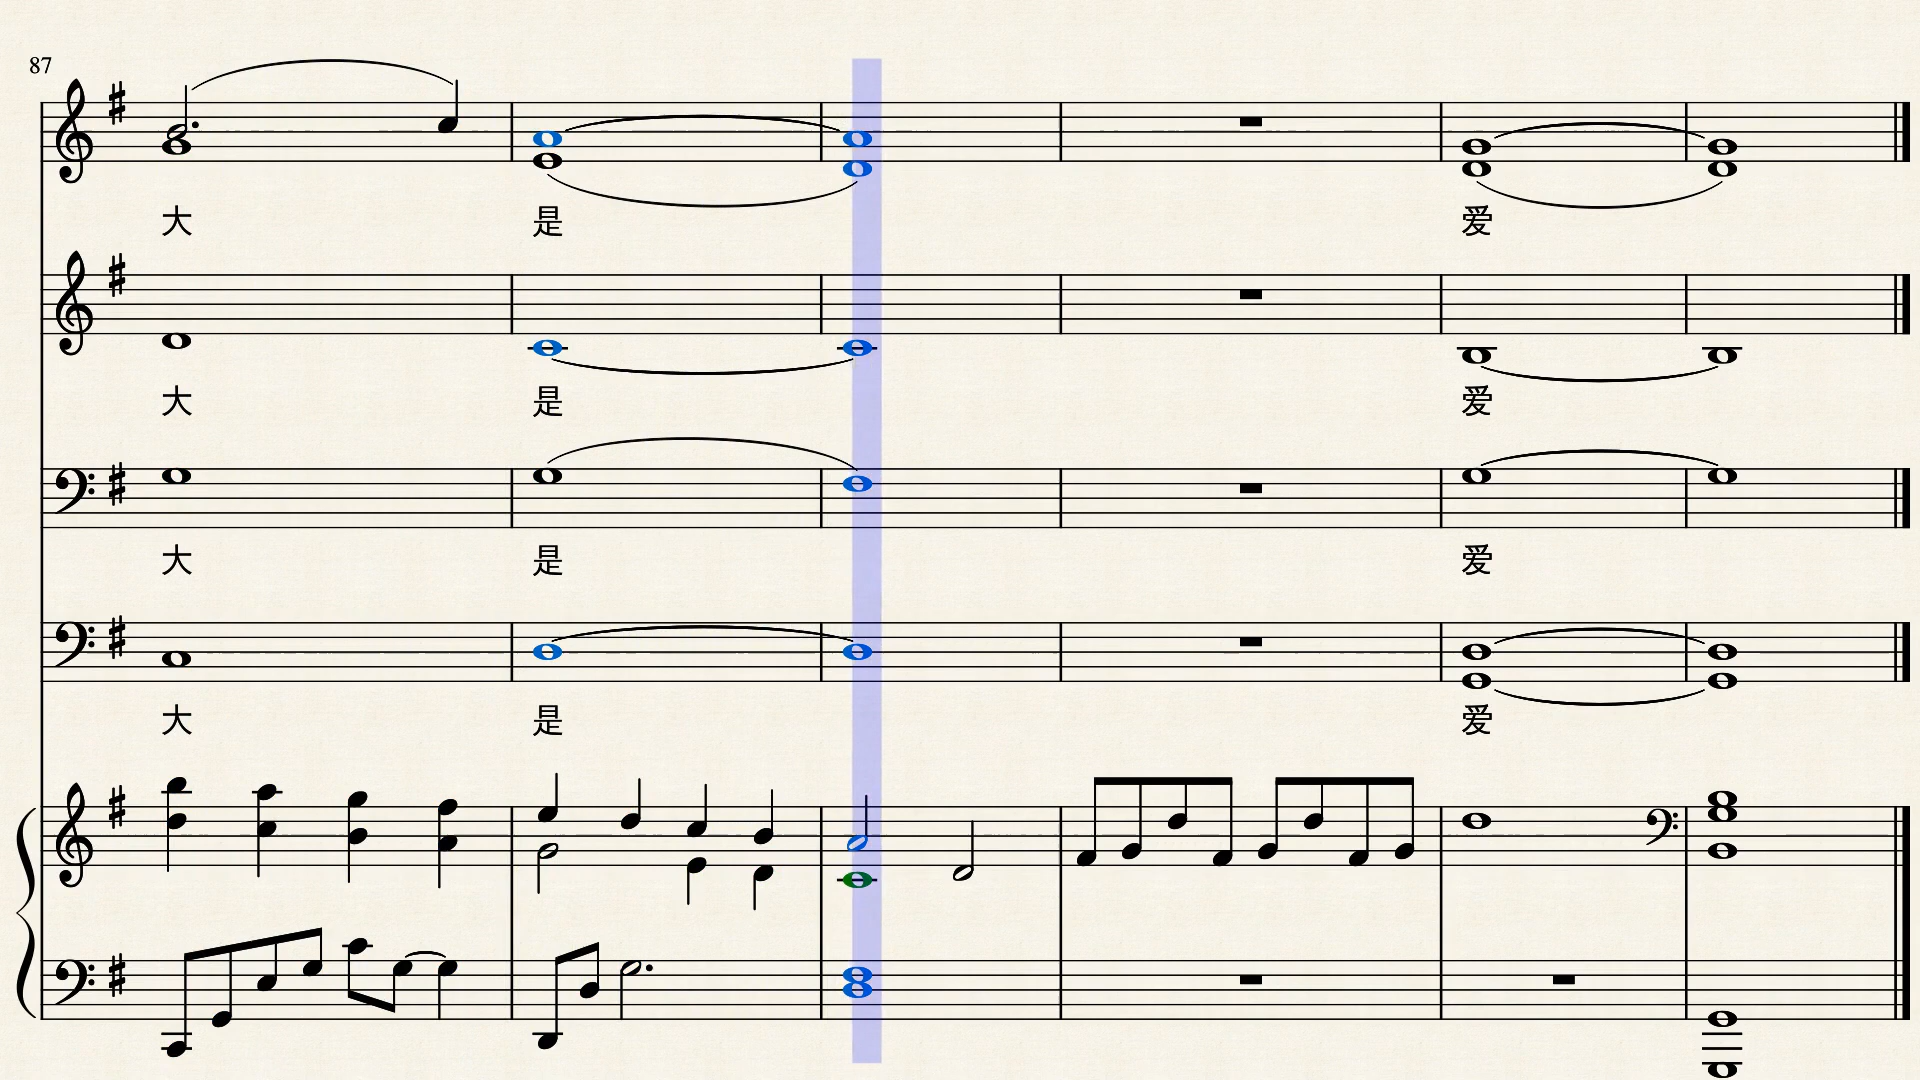 87
大 是 爱
大 是 爱
大 是 爱
大 是 爱